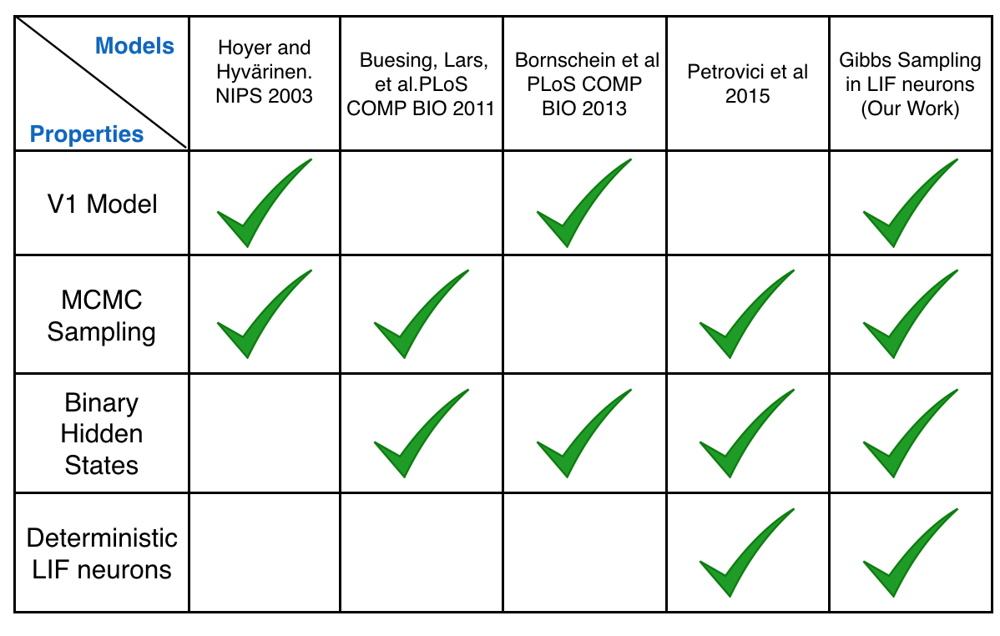 Models
Properties
Hoyer and
Hyvärinen.
NIPS 2003
Buesing, Lars,
et al.PLoS
COMP BIO 2011
Bornschein et al
PLoS COMP
BIO 2013
Petrovici et al
2015
Gibbs Sampling
in LIF neurons
(Our Work)
V1 Model
MCMC
Sampling
Binary
Hidden
States
Deterministic
LIF neurons